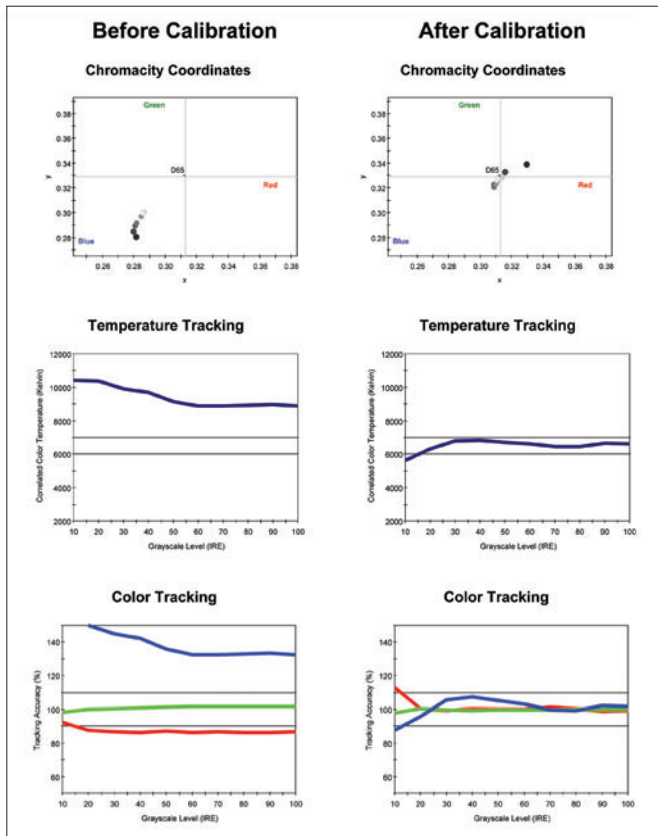 Before Calibration
After Calibration
Chromacity Coordinates
Chromacity Coordinates
0.38
0.36
0.34
0.32
0.30
0.28
y
Green
D65
Red
Blue
0.26 0.28 0.30 0.32 0.34 0.36 0.38
x
0.38
0.36
0.34
0.32
0.30
0.28
y
Green
D65
Red
Blue
0.26 0.28 0.30 0.32 0.34 0.36 0.38
x
Temperature Tracking
Temperature Tracking
Correlated Color Temperature (Kelvin)
12000
10000
8000
6000
4000
2000
10 20 30 40 50 60 70 80 90 100
Grayscale Level (IRE)
Correlated Color Temperature (Kelvin)
12000
10000
8000
6000
4000
2000
10 20 30 40 50 60 70 80 90 100
Grayscale Level (IRE)
Color Tracking
Color Tracking
Tracking Accuracy (%)
140
120
100
80
60
10 20 30 40 50 60 70 80 90 100
Grayscale Level (IRE)
Tracking Accuracy (%)
140
120
100
80
60
10 20 30 40 50 60 70 80 90 100
Grayscale Level (IRE)